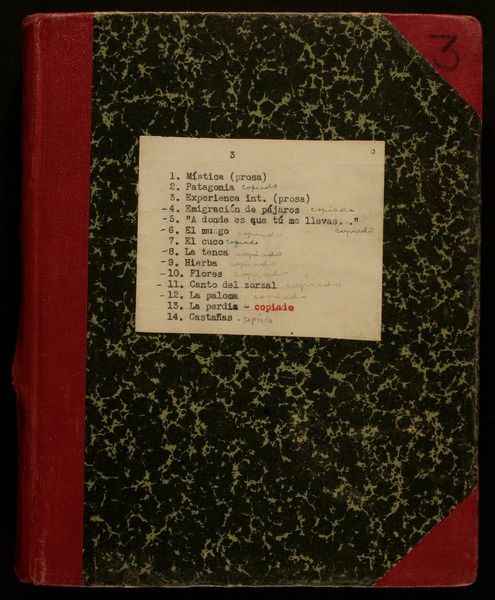 3
3 0
1. Mística (prosa)
2. Patagonia copiado
3. Experienca int. (prosa)
-4. Emigración de pájaros copiado
-5. "A donde es que tú me llevas..." copiado
-6. El musgo copiado
7. El cuco copiado
-8. La tenca copiado
-9. Hierba copiado
-10. Flores copiado
-11. Canto del zorzal copiado
-12. La paloma copiado
13. La perdiz - copiado
14. Castañas - copiado